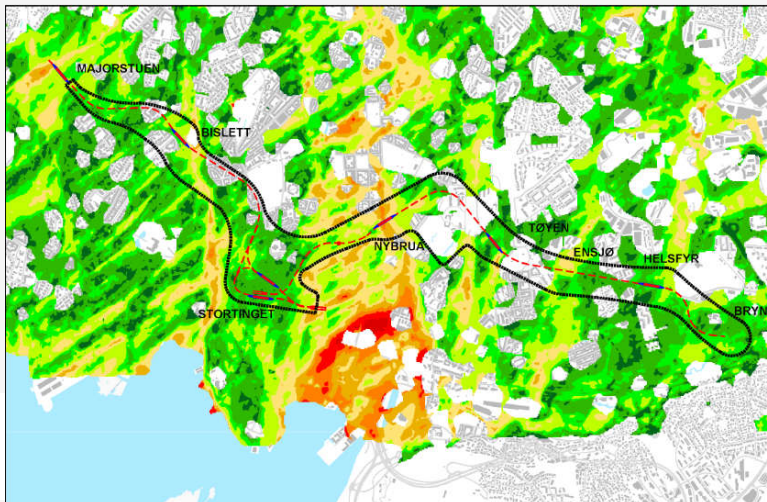 MAJORSTUEN
BISLETT
TØYEN
NYBRUA
ENSJØ
HELSFYR
STORTINGET
BRYN